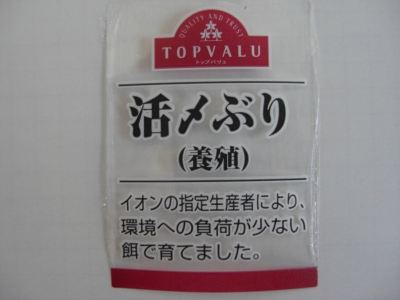 QUALITY AND TRUST
TOPVALU
トップバリュ
活〆ぶり
(養殖)
イオンの指定生産者により、
環境への負荷が少ない
餌で育てました。